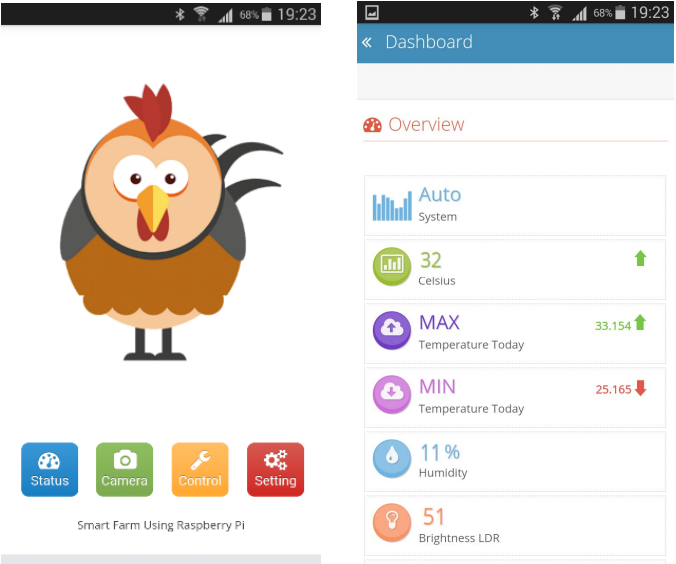 68% 19:23
Status
Camera
Control
Setting
Smart Farm Using Raspberry Pi
68% 19:23
« Dashboard
Overview
Auto
System
32
Celsius
MAX
33.154
Temperature Today
MIN
25.165
Temperature Today
11%
Humidity
51
Brightness LDR